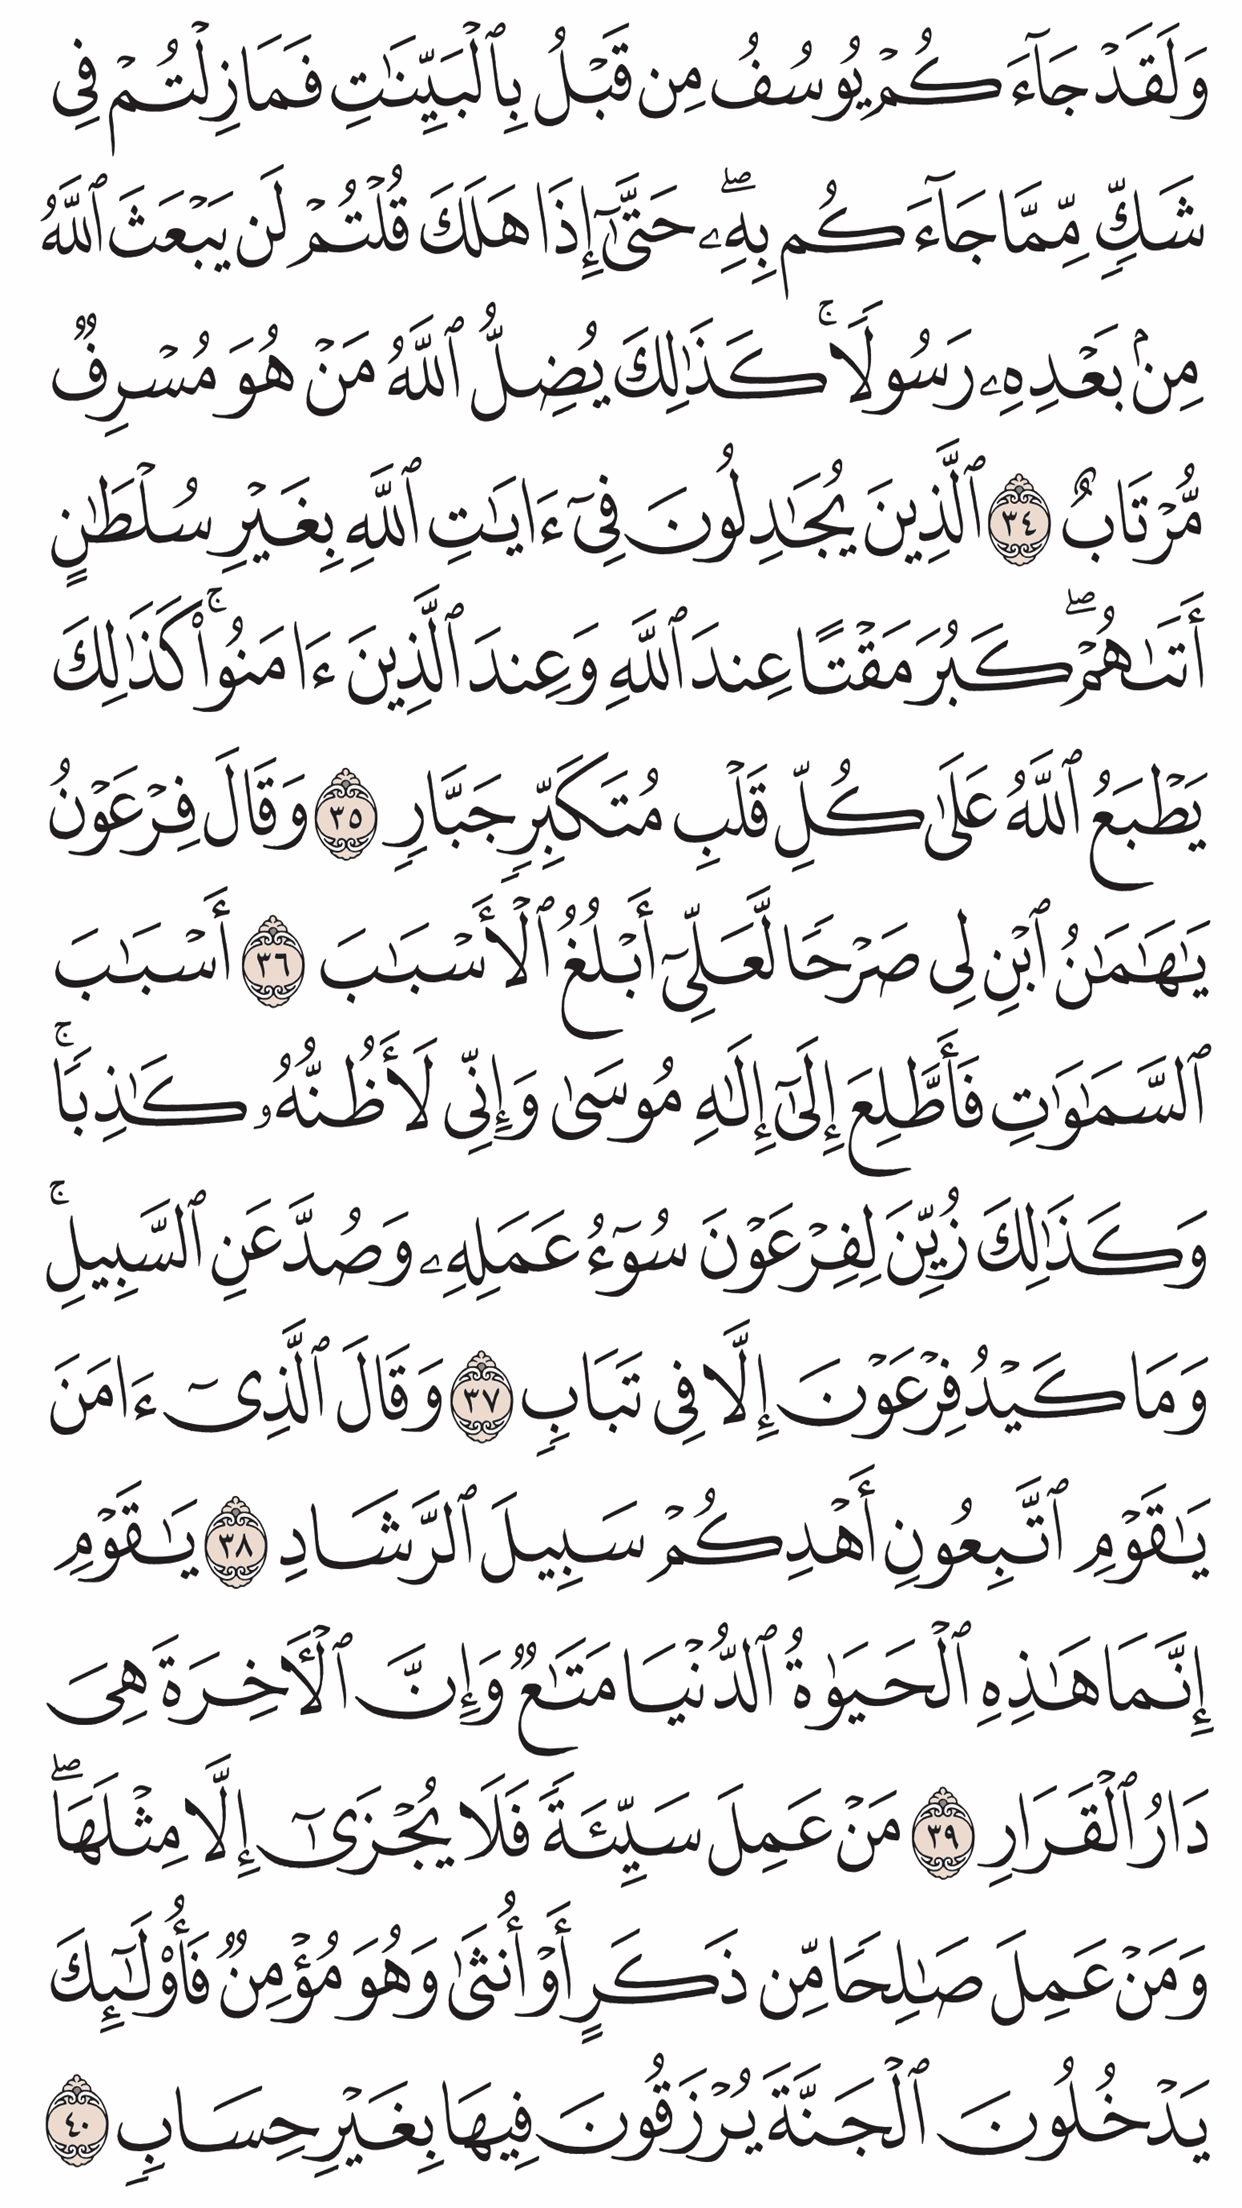 وَلَقَدْ جَآءَكُمْ يُوسُفُ مِن قَبْلُ بِٱلْبَيِّنَٰتِ فَمَا زِلْتُمْ فِى
شَكٍّ مِّمَّا جَآءَكُم بِهِۦ ۖ حَتَّىٰٓ إِذَا هَلَكَ قُلْتُمْ لَن يَبْعَثَ ٱللَّهُ
مِنۢ بَعْدِهِۦ رَسُولًا ۚ كَذَٰلِكَ يُضِلُّ ٱللَّهُ مَنْ هُوَ مُسْرِفٌ
مُّرْتَابٌ ٣٤ ٱلَّذِينَ يُجَٰدِلُونَ فِىٓ ءَايَٰتِ ٱللَّهِ بِغَيْرِ سُلْطَٰنٍ
أَتَىٰهُمْ ۖ كَبُرَ مَقْتًا عِندَ ٱللَّهِ وَعِندَ ٱلَّذِينَ ءَامَنُوا۟ ۚ كَذَٰلِكَ
يَطْبَعُ ٱللَّهُ عَلَىٰ كُلِّ قَلْبِ مُتَكَبِّرٍ جَبَّارٍ ٣٥ وَقَالَ فِرْعَوْنُ
يَٰهَٰمَٰنُ ٱبْنِ لِى صَرْحًا لَّعَلِّىٓ أَبْلُغُ ٱلْأَسْبَٰبَ ٣٦ أَسْبَٰبَ
ٱلسَّمَٰوَٰتِ فَأَطَّلِعَ إِلَىٰٓ إِلَٰهِ مُوسَىٰ وَإِنِّى لَأَظُنُّهُۥ كَٰذِبًا ۚ
وَكَذَٰلِكَ زُيِّنَ لِفِرْعَوْنَ سُوٓءُ عَمَلِهِۦ وَصُدَّ عَنِ ٱلسَّبِيلِ ۚ
وَمَا كَيْدُ فِرْعَوْنَ إِلَّا فِى تَبَابٍ ٣٧ وَقَالَ ٱلَّذِىٓ ءَامَنَ
يَٰقَوْمِ ٱتَّبِعُونِ أَهْدِكُمْ سَبِيلَ ٱلرَّشَادِ ٣٨ يَٰقَوْمِ
إِنَّمَا هَٰذِهِ ٱلْحَيَوٰةُ ٱلدُّنْيَا مَتَٰعٌ وَإِنَّ ٱلْأَخِرَةَ هِىَ
دَارُ ٱلْقَرَارِ ٣٩ مَنْ عَمِلَ سَيِّئَةً فَلَا يُجْزَىٰٓ إِلَّا مِثْلَهَا ۖ
وَمَنْ عَمِلَ صَٰلِحًا مِّن ذَكَرٍ أَوْ أُنثَىٰ وَهُوَ مُؤْمِنٌ فَأُو۟لَٰٓئِكَ
يَدْخُلُونَ ٱلْجَنَّةَ يُرْزَقُونَ فِيهَا بِغَيْرِ حِسَابٍ ٤٠